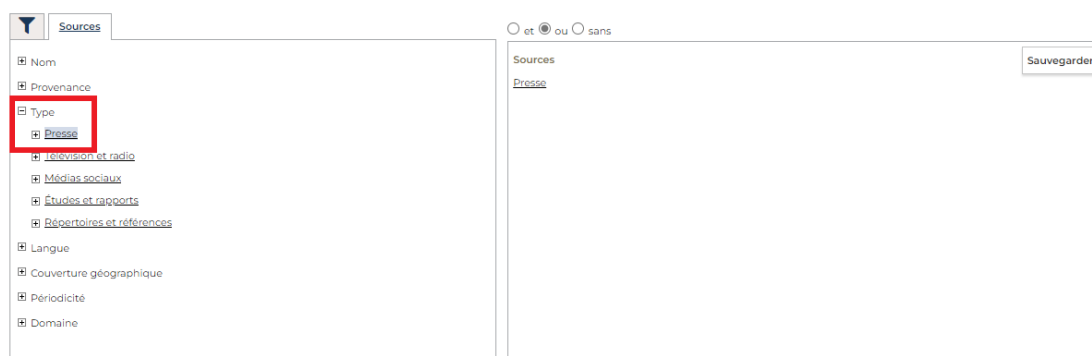 Sources
et ou sans
Nom
Provenance
Type
Presse
Télévision et radio
Médias sociaux
Études et rapports
Répertoires et références
Langue
Couverture géographique
Périodicité
Domaine
Sources
Sauvegarder
Presse